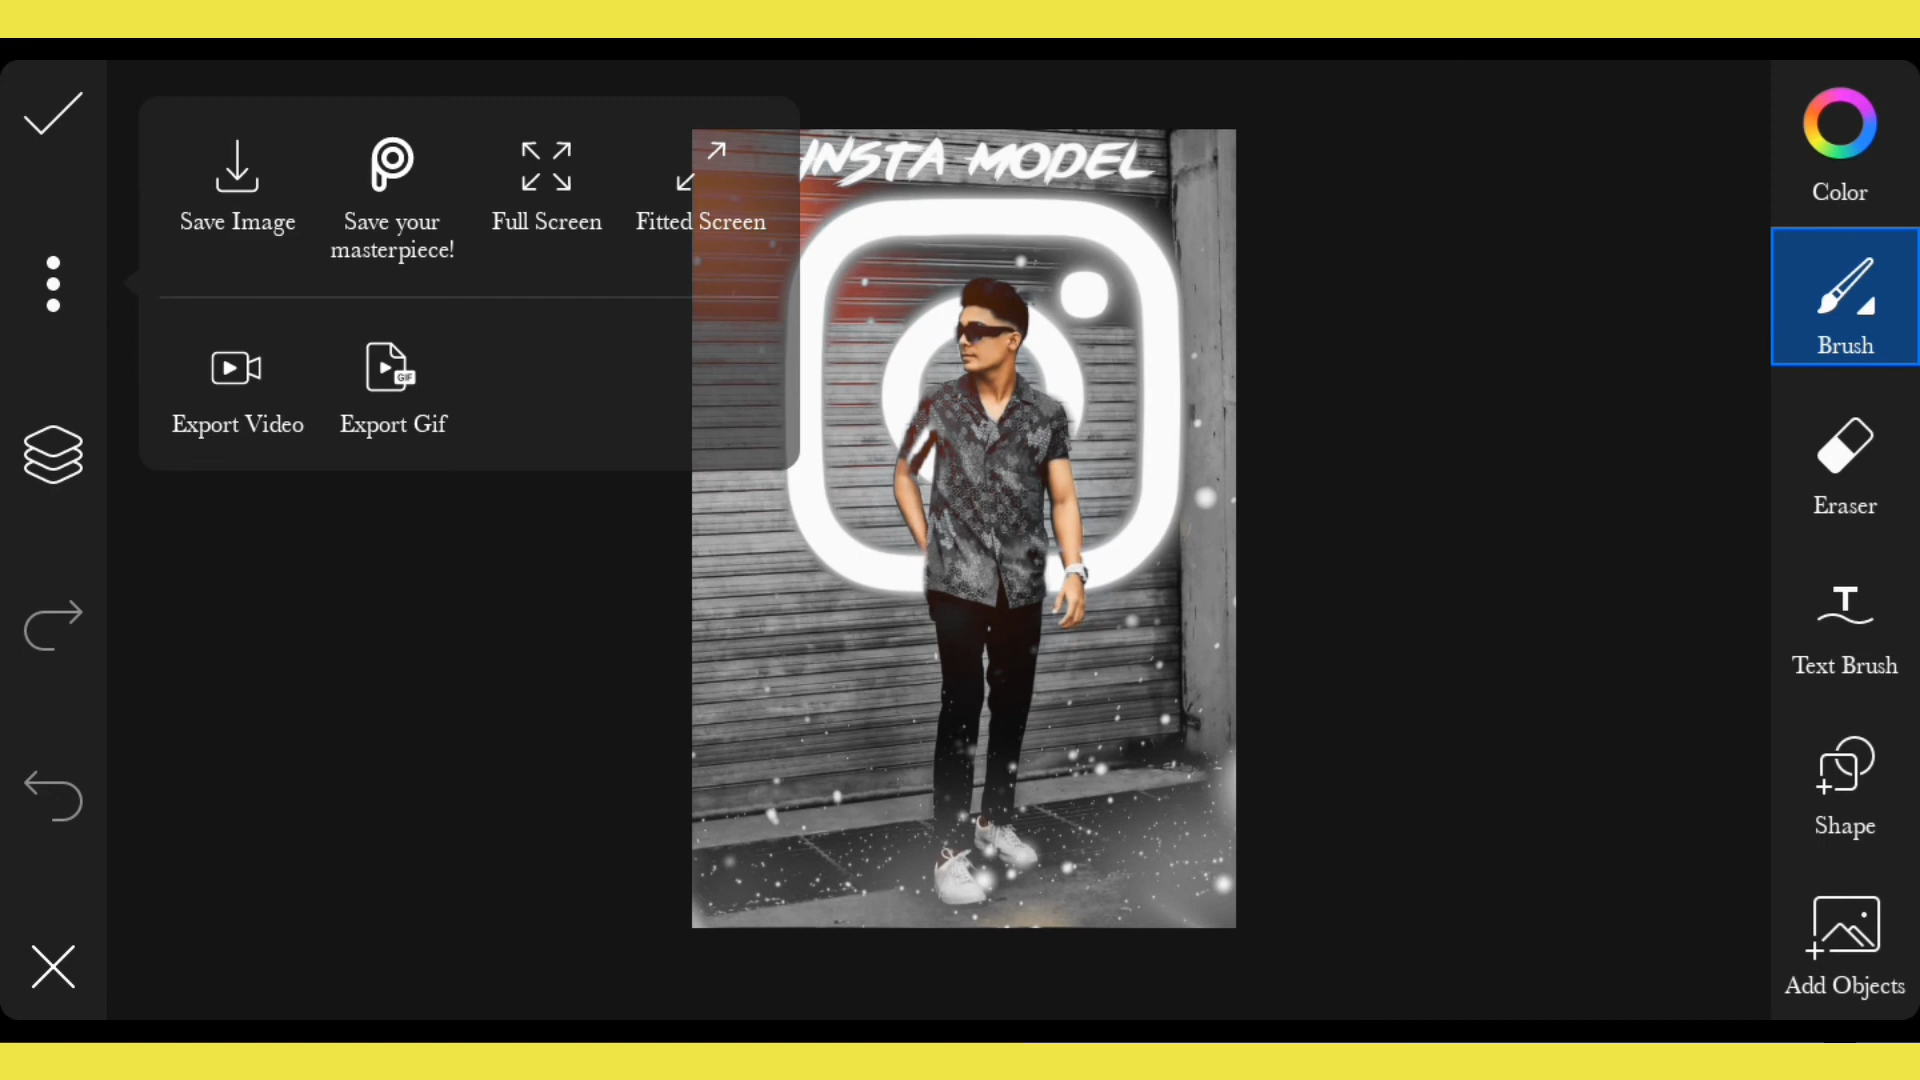 Save Image
Save your
masterpiece!
Full Screen
Fitted Screen
Export Video
GIF
Export Gif
INSTA MODEL
Color
Brush
Eraser
T
Text Brush
Shape
Add Objects